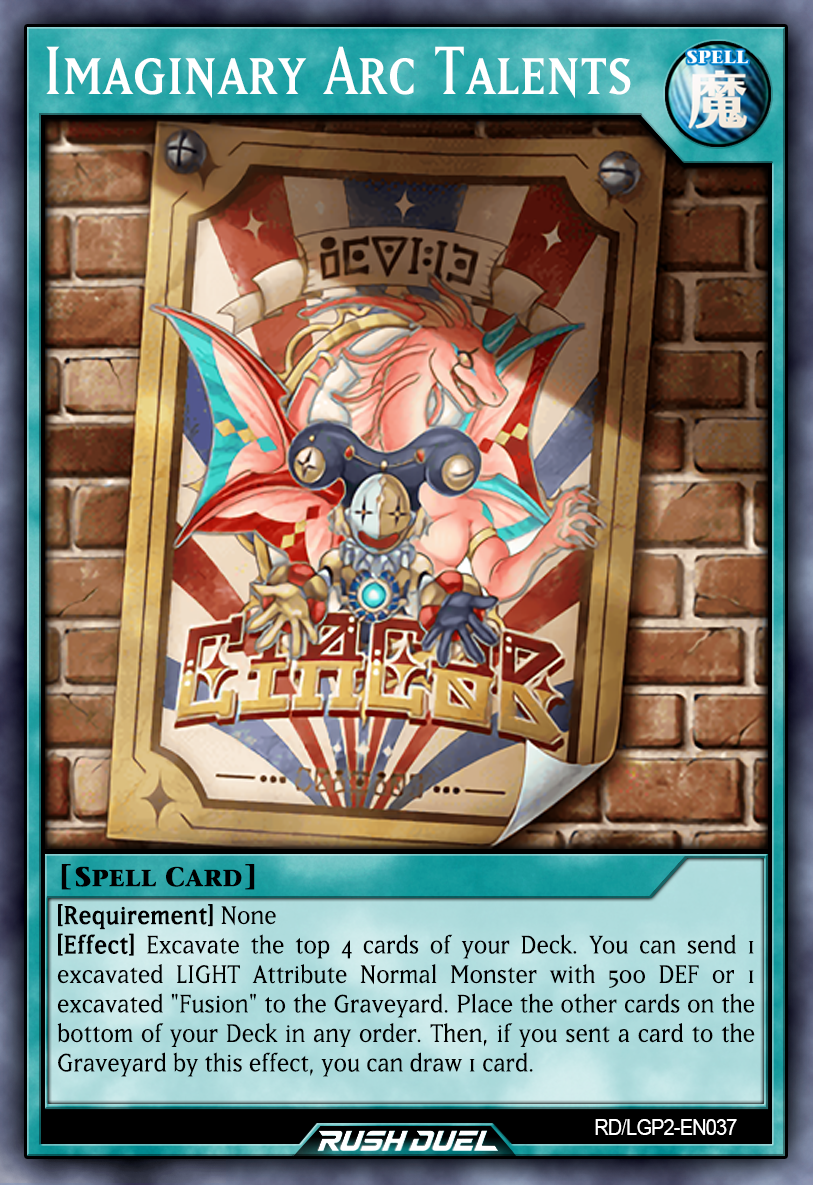 IMAGINARY ARC TALENTS
SPELL
魔
[SPELL CARD]
[Requirement] None
[Effect] Excavate the top 4 cards of your Deck. You can send 1
excavated LIGHT Attribute Normal Monster with 500 DEF or 1
excavated "Fusion" to the Graveyard. Place the other cards on the
bottom of your Deck in any order. Then, if you sent a card to the
Graveyard by this effect, you can draw 1 card.
RD/LGP2-EN037
RUSH DUEL